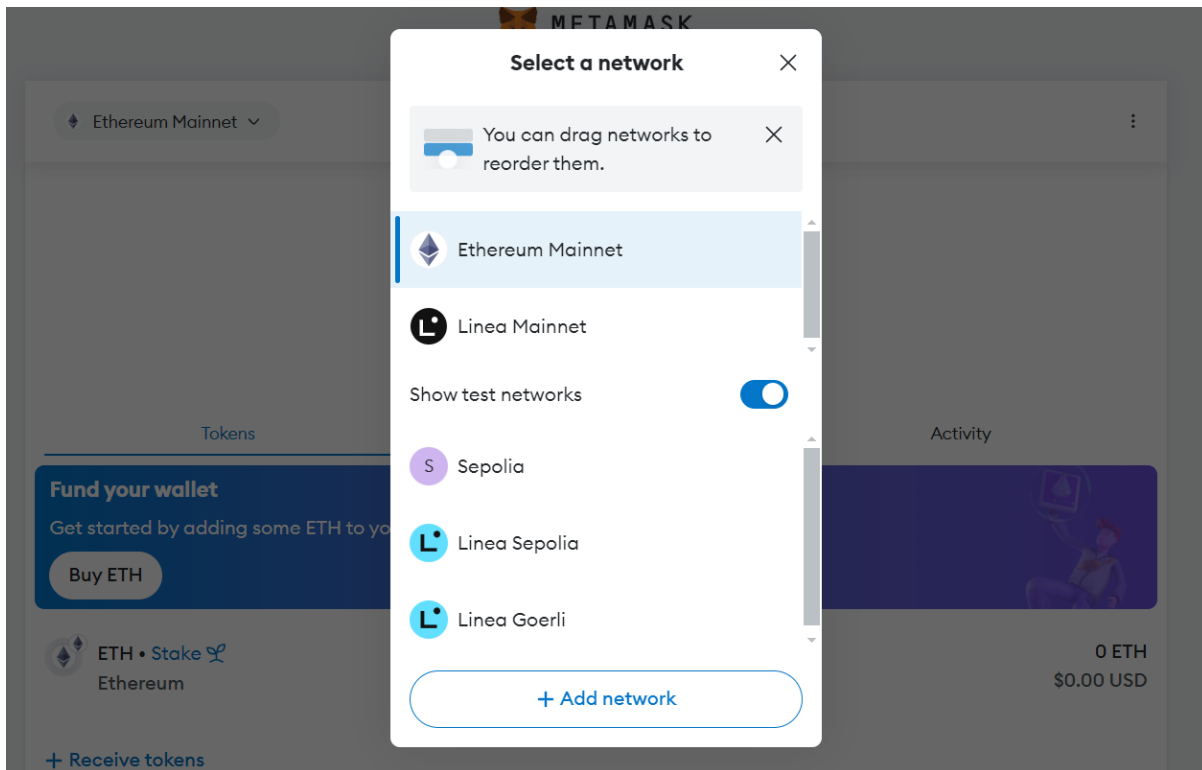 METAMASK
Select a network
Ethereum Mainnet
You can drag networks to
reorder them.
Ethereum Mainnet
L Linea Mainnet
Show test networks
Tokens
Activity
S Sepolia
Fund your wallet
Get started by adding some ETH to yo
Buy ETH
L Linea Sepolia
L Linea Goerli
ETH • Stake
Ethereum
0 ETH
$0.00 USD
+ Add network
+ Receive tokens